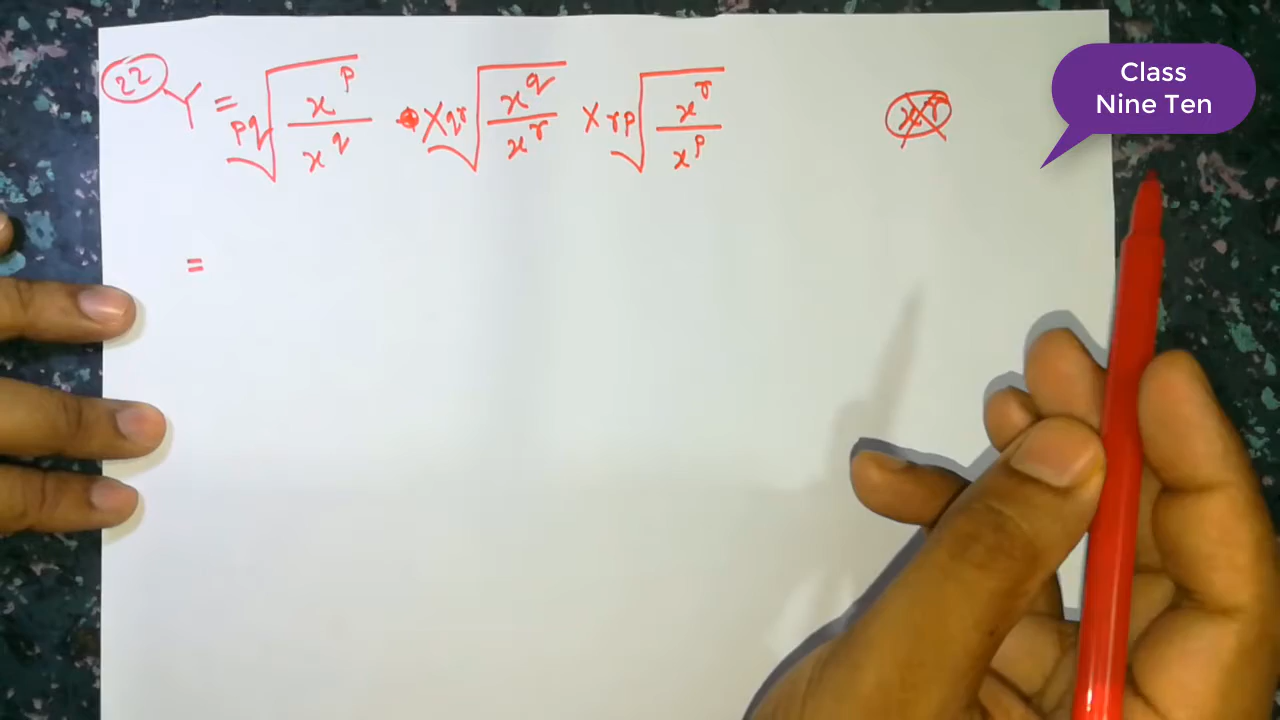 22 Y = pq√(x^p/x^q) × qr√(x^q/x^r) × rp√(x^r/x^p)
=
Class
Nine Ten